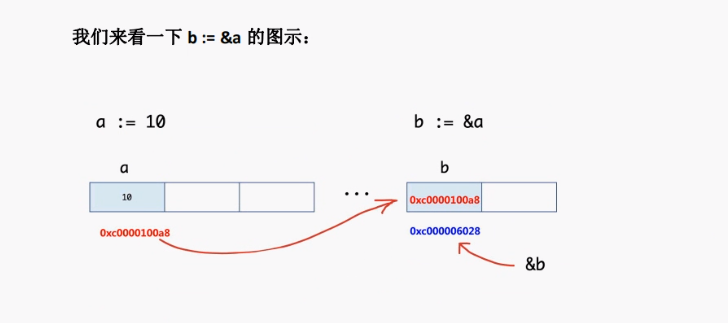 我们来看一下 b := &a 的图示：
a := 10
b := &a
a
b
10
...
0xc0000100a8
0xc0000100a8
0xc000006028
&b